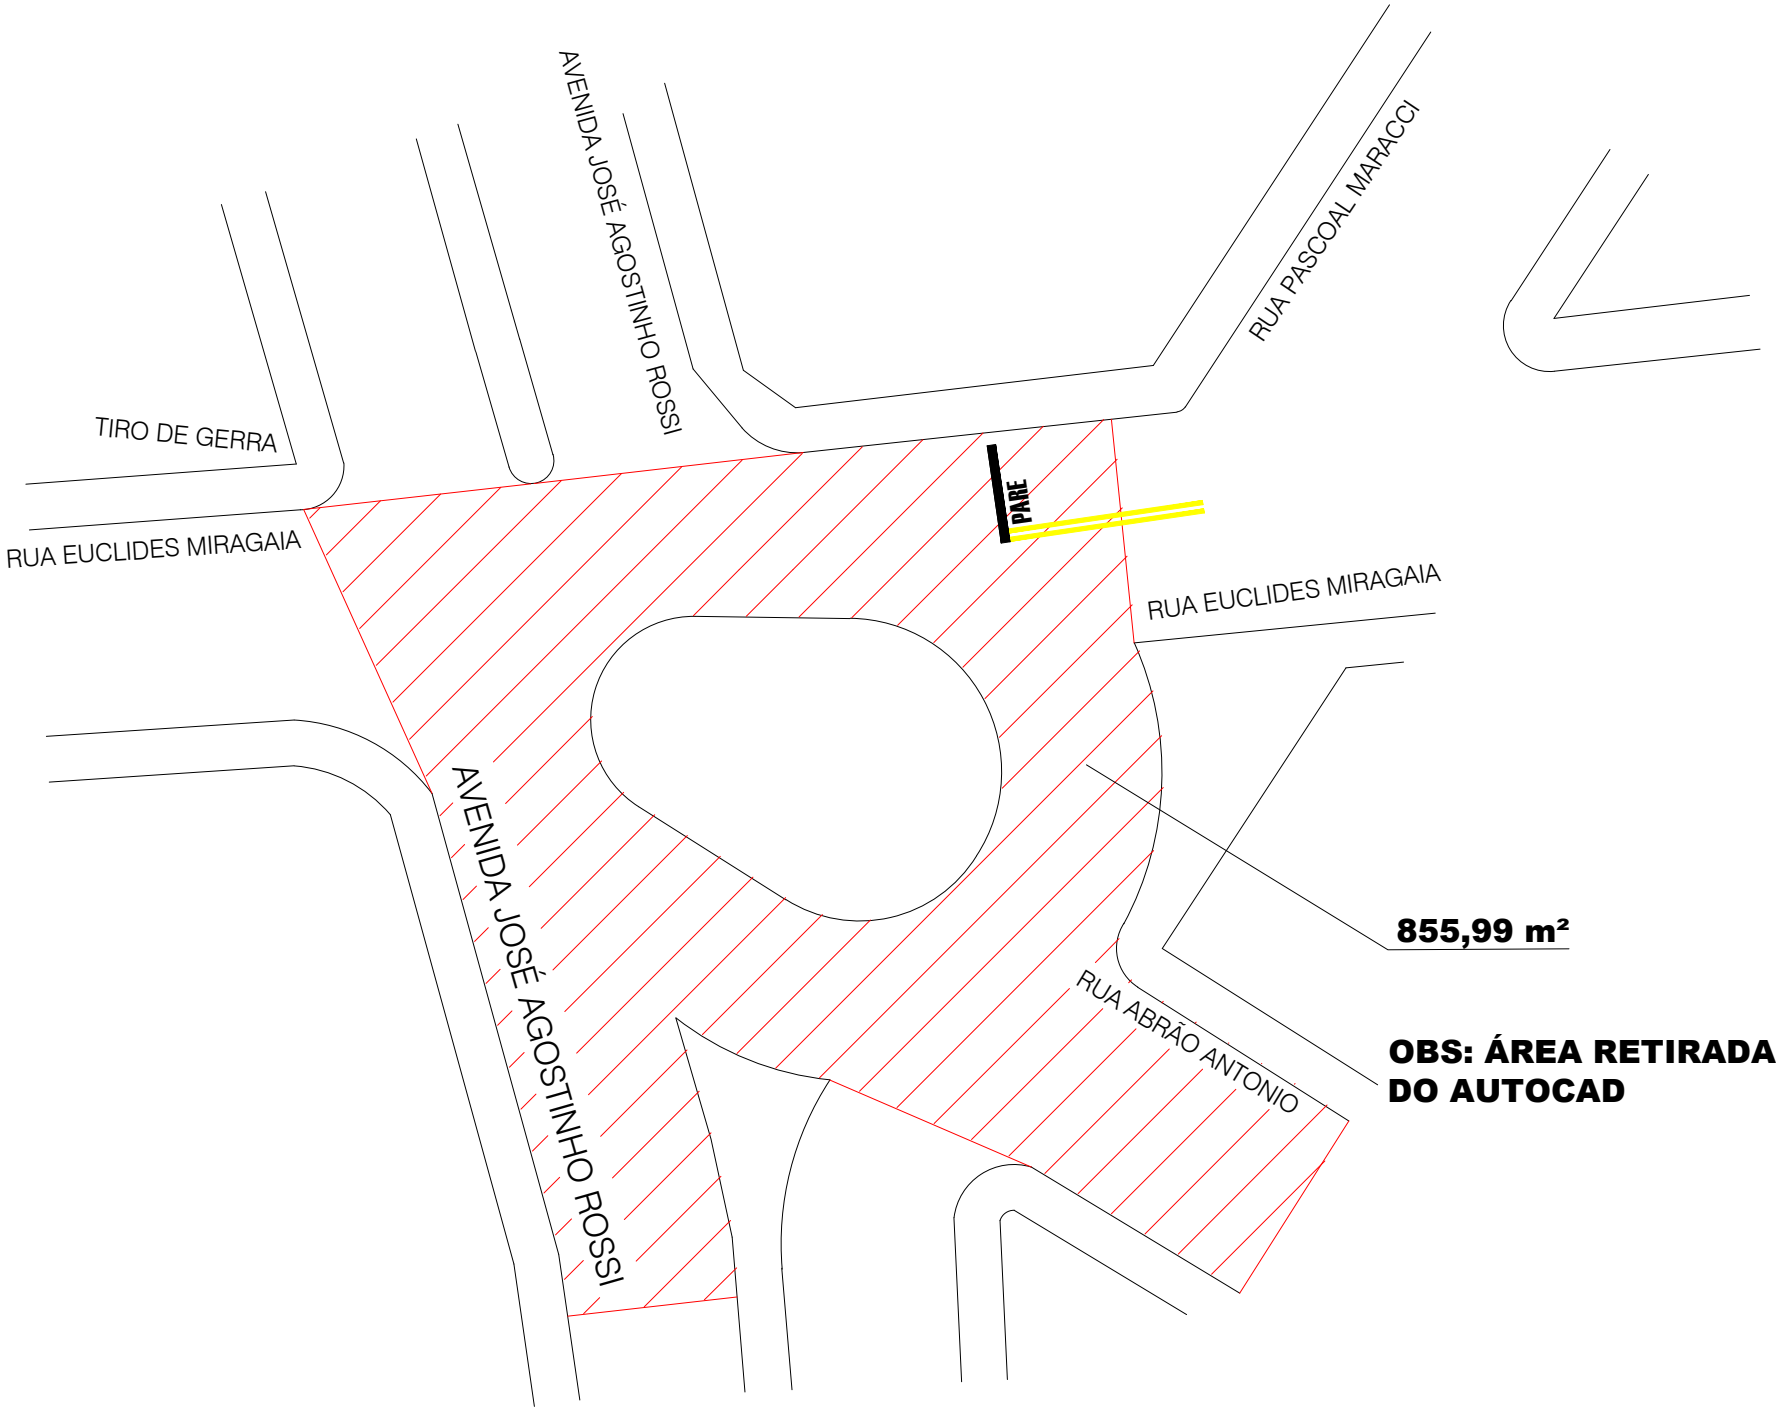 AVENIDA JOSÉ AGOSTINHO ROSSI
RUA PASCOAL MARACCI
TIRO DE GERRA
RUA EUCLIDES MIRAGAIA
PARE
RUA EUCLIDES MIRAGAIA
AVENIDA JOSÉ AGOSTINHO ROSSI
855,99 m²
RUA ABRÃO ANTONIO
OBS: ÁREA RETIRADA
DO AUTOCAD